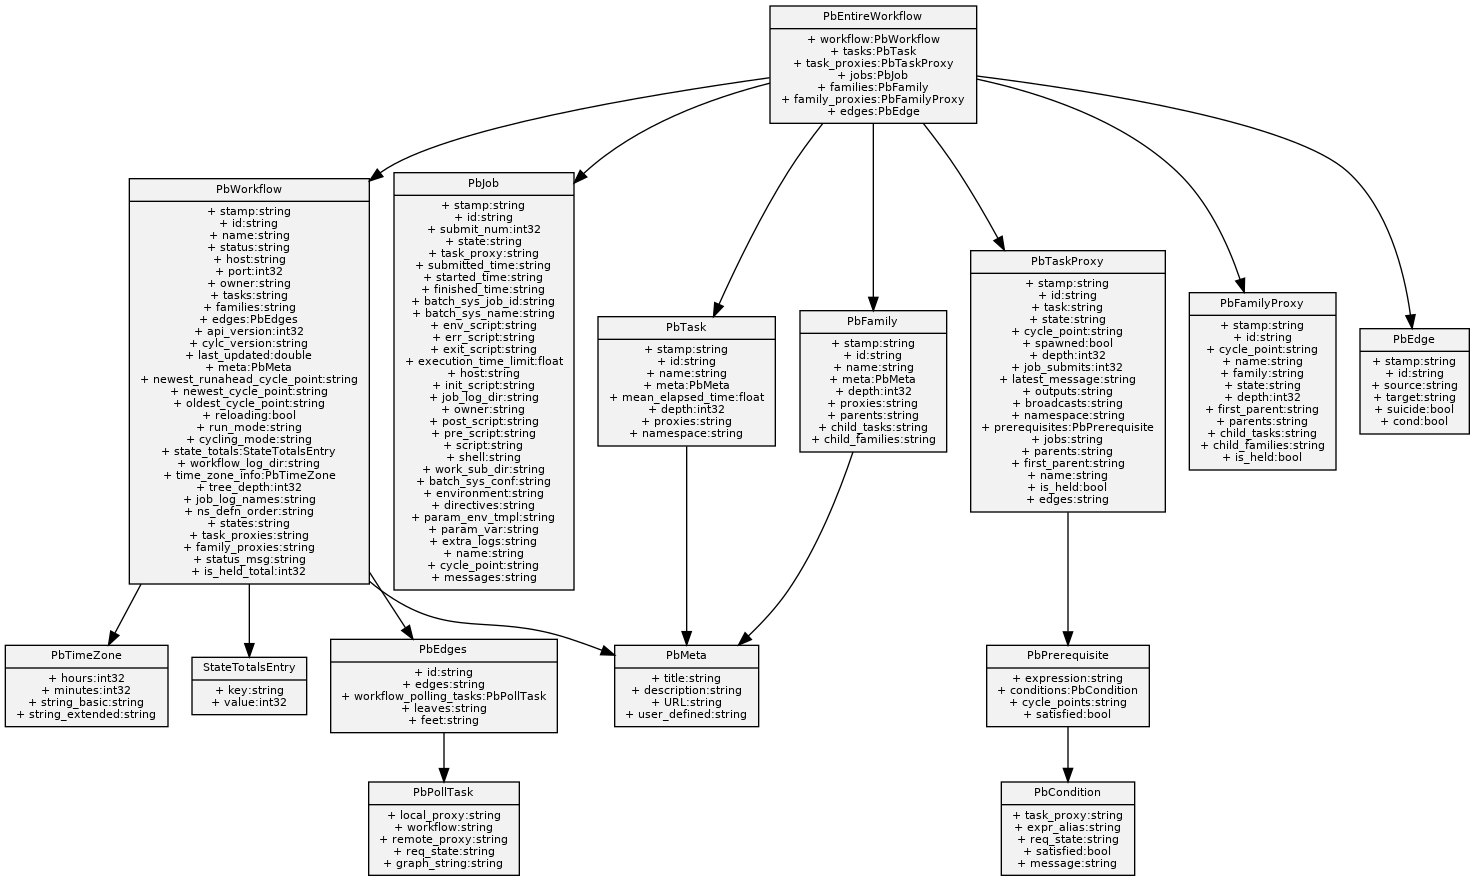 PbEntireWorkflow
+ workflow:PbWorkflow
+ tasks:PbTask
+ task_proxies:PbTaskProxy
+ jobs:PbJob
+ families:PbFamily
+ family_proxies:PbFamilyProxy
+ edges:PbEdge
PbWorkflow
+ stamp:string
+ id:string
+ name:string
+ status:string
+ host:string
+ port:int32
+ owner:string
+ tasks:string
+ families:string
+ edges:PbEdges
+ api_version:int32
+ cylc_version:string
+ last_updated:double
+ meta:PbMeta
+ newest_runahead_cycle_point:string
+ newest_cycle_point:string
+ oldest_cycle_point:string
+ reloading:bool
+ run_mode:string
+ cycling_mode:string
+ state_totals:StateTotalsEntry
+ workflow_log_dir:string
+ time_zone_info:PbTimeZone
+ tree_depth:int32
+ job_log_names:string
+ ns_defn_order:string
+ states:string
+ task_proxies:string
+ family_proxies:string
+ status_msg:string
+ is_held_total:int32
PbJob
+ stamp:string
+ id:string
+ submit_num:int32
+ state:string
+ task_proxy:string
+ submitted_time:string
+ started_time:string
+ finished_time:string
+ batch_sys_job_id:string
+ batch_sys_name:string
+ env_script:string
+ err_script:string
+ exit_script:string
+ execution_time_limit:float
+ host:string
+ init_script:string
+ job_log_dir:string
+ owner:string
+ post_script:string
+ pre_script:string
+ script:string
+ shell:string
+ work_sub_dir:string
+ batch_sys_conf:string
+ environment:string
+ directives:string
+ param_env_tmpl:string
+ param_var:string
+ extra_logs:string
+ name:string
+ cycle_point:string
+ messages:string
PbTask
+ stamp:string
+ id:string
+ name:string
+ meta:PbMeta
+ mean_elapsed_time:float
+ depth:int32
+ proxies:string
+ namespace:string
PbFamily
+ stamp:string
+ id:string
+ name:string
+ meta:PbMeta
+ depth:int32
+ proxies:string
+ parents:string
+ child_tasks:string
+ child_families:string
PbTaskProxy
+ stamp:string
+ id:string
+ task:string
+ state:string
+ cycle_point:string
+ spawned:bool
+ depth:int32
+ job_submits:int32
+ latest_message:string
+ outputs:string
+ broadcasts:string
+ namespace:string
+ prerequisites:PbPrerequisite
+ jobs:string
+ parents:string
+ first_parent:string
+ name:string
+ is_held:bool
+ edges:string
PbFamilyProxy
+ stamp:string
+ id:string
+ cycle_point:string
+ name:string
+ family:string
+ state:string
+ depth:int32
+ first_parent:string
+ parents:string
+ child_tasks:string
+ child_families:string
+ is_held:bool
PbEdge
+ stamp:string
+ id:string
+ source:string
+ target:string
+ suicide:bool
+ cond:bool
PbTimeZone
+ hours:int32
+ minutes:int32
+ string_basic:string
+ string_extended:string
StateTotalsEntry
+ key:string
+ value:int32
PbEdges
+ id:string
+ edges:string
+ workflow_polling_tasks:PbPollTask
+ leaves:string
+ feet:string
PbMeta
+ title:string
+ description:string
+ URL:string
+ user_defined:string
PbPrerequisite
+ expression:string
+ conditions:PbCondition
+ cycle_points:string
+ satisfied:bool
PbPollTask
+ local_proxy:string
+ workflow:string
+ remote_proxy:string
+ req_state:string
+ graph_string:string
PbCondition
+ task_proxy:string
+ expr_alias:string
+ req_state:string
+ satisfied:bool
+ message:string